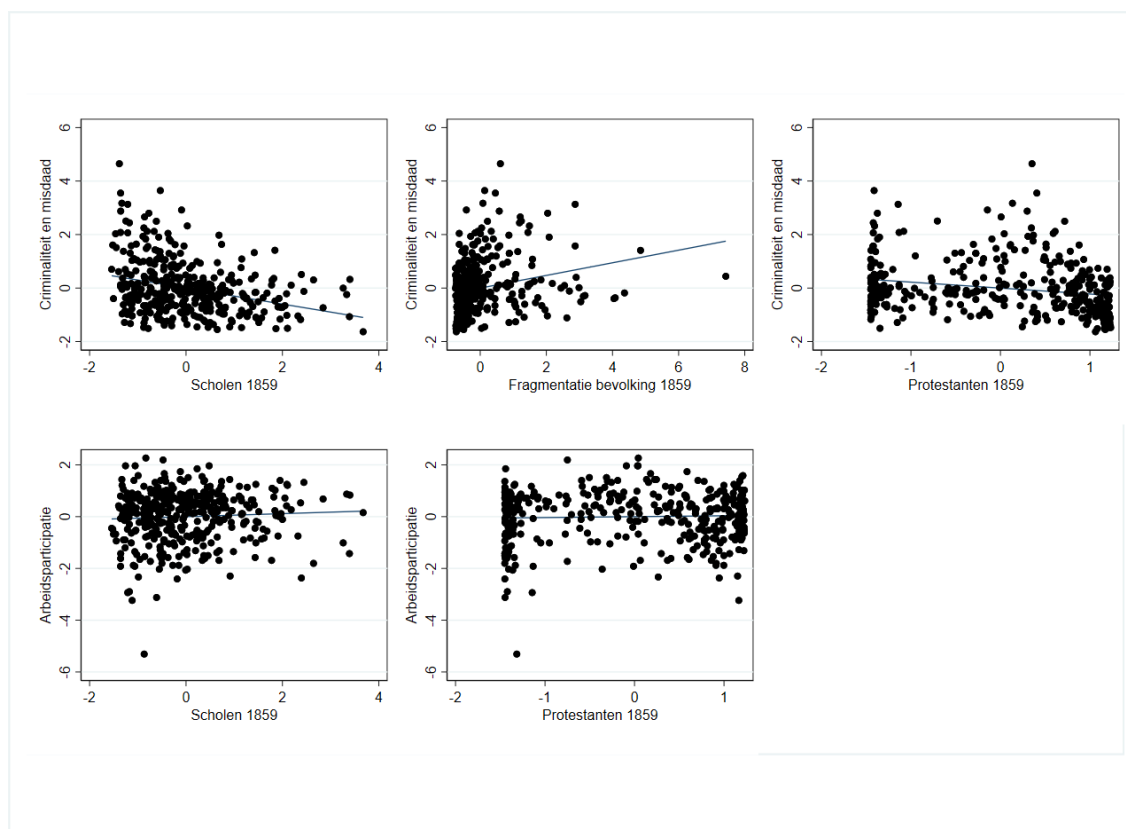 6
4
2
0
-2
Criminaliteit en misdaad
-2 0 2 4
Scholen 1859
6
4
2
0
-2
Criminaliteit en misdaad
0 2 4 6 8
Fragmentatie bevolking 1859
6
4
2
0
-2
Criminaliteit en misdaad
-2 -1 0 1
Protestanten 1859
2
0
-2
-4
-6
Arbeidsparticipatie
-2 0 2 4
Scholen 1859
2
0
-2
-4
-6
Arbeidsparticipatie
-2 -1 0 1
Protestanten 1859